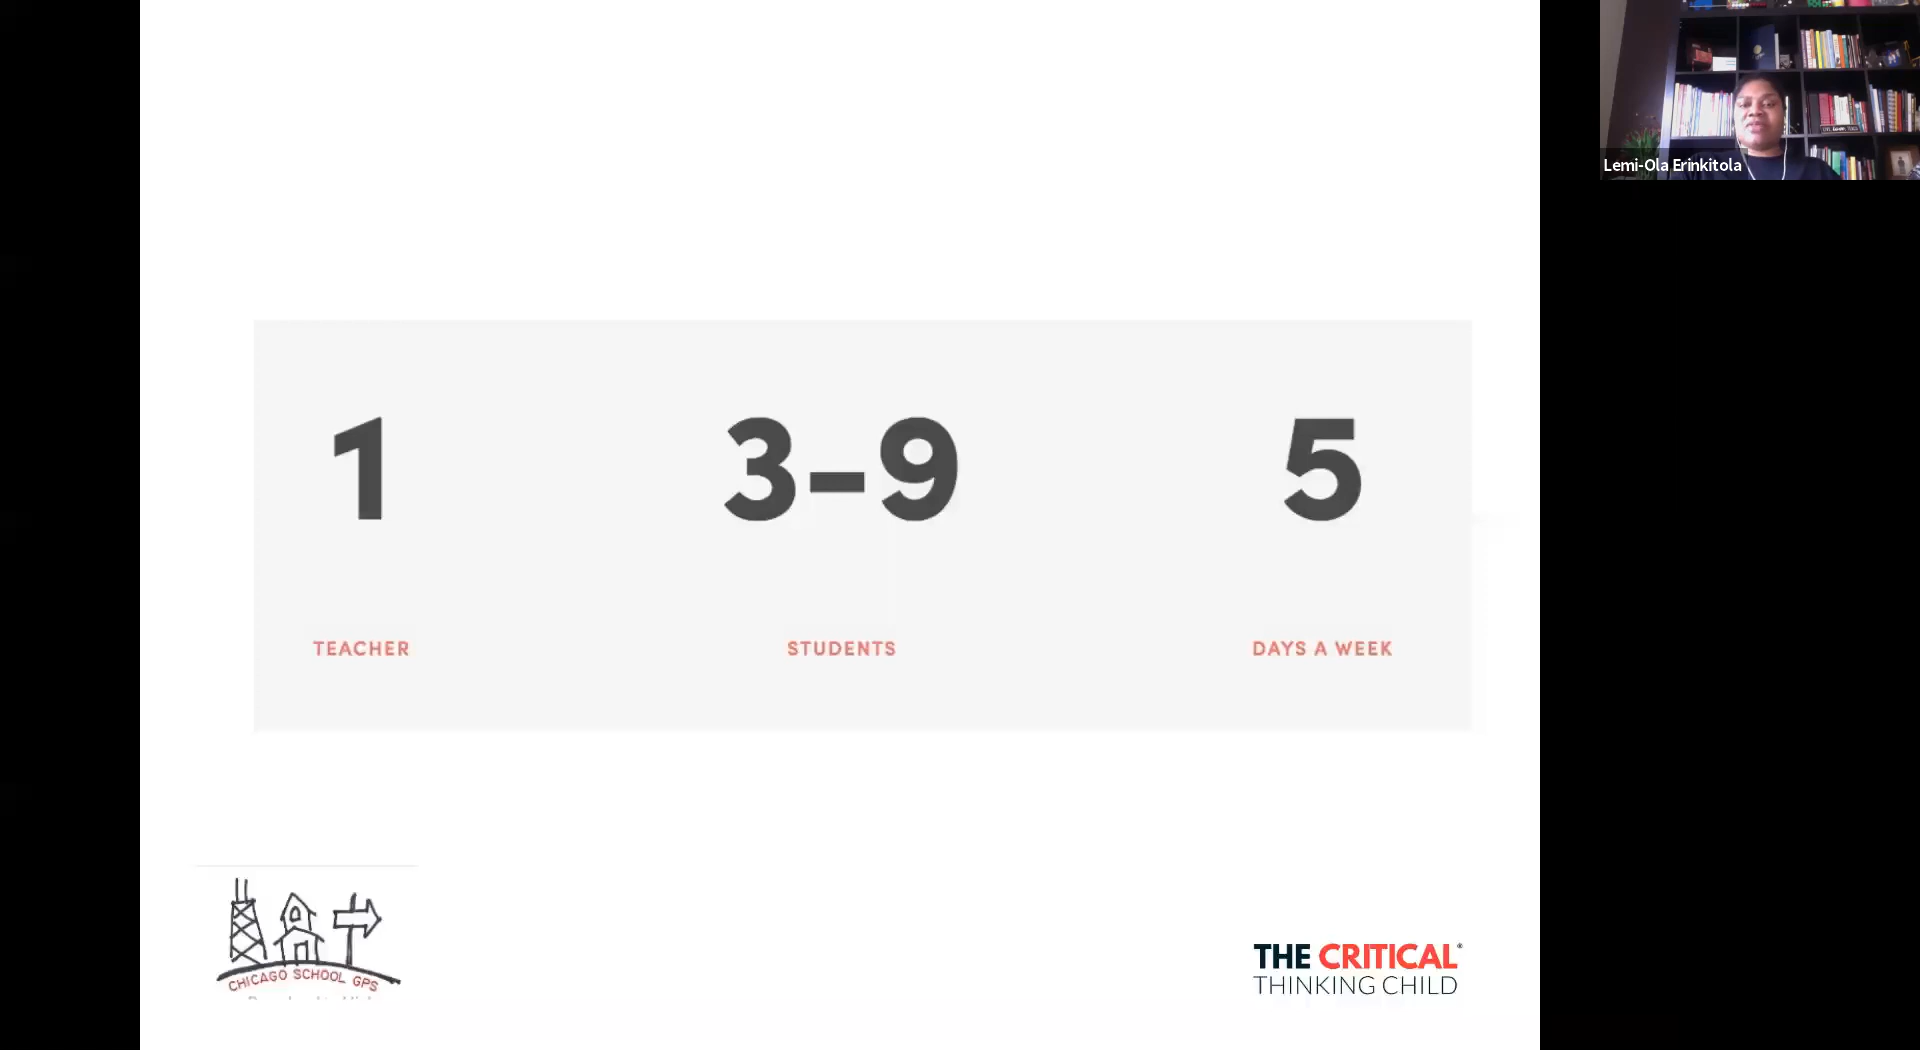 Lemi-Ola Erinkitola
1
3-9
5
TEACHER
STUDENTS
DAYS A WEEK
CHICAGO SCHOOL GPS
THE CRITICAL®
THINKING CHILD